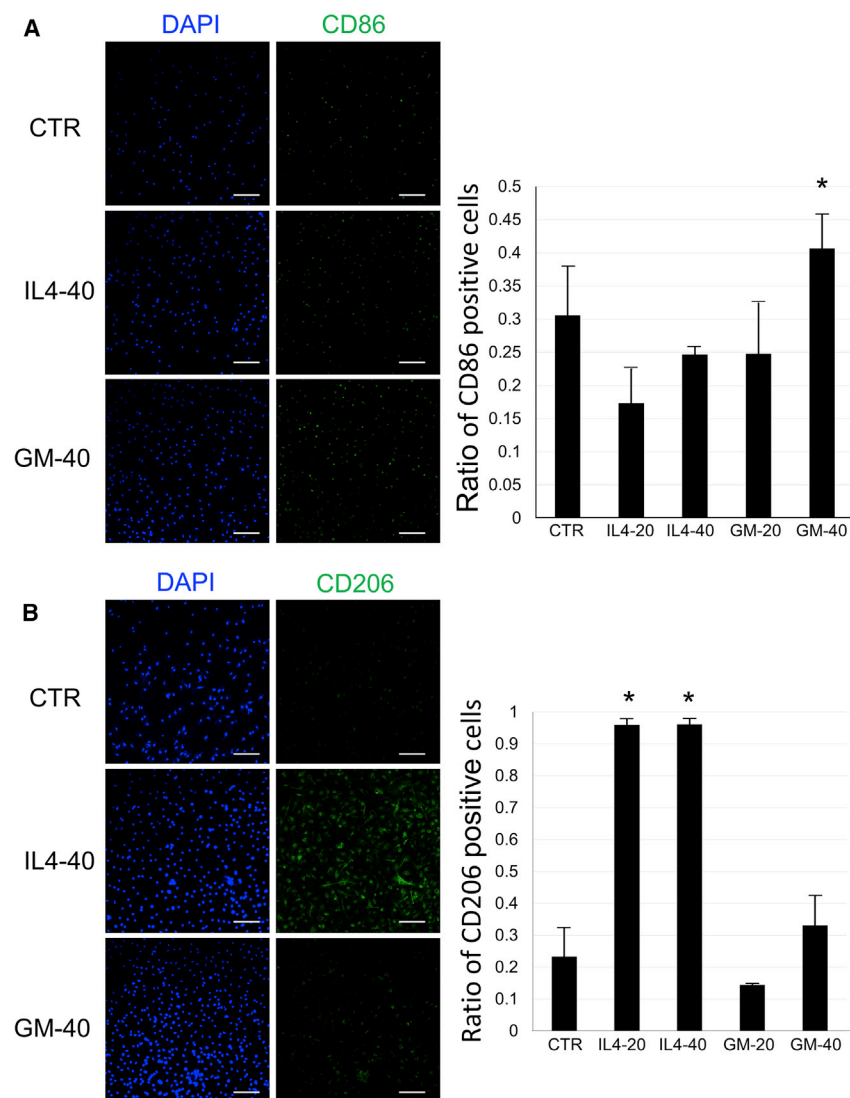 A
DAPI CD86
CTR
IL4-40
GM-40
Ratio of CD86 positive cells
0.5
0.45
0.4
0.35
0.3
0.25
0.2
0.15
0.1
0.05
0
*
CTR IL4-20 IL4-40 GM-20 GM-40
B
DAPI CD206
CTR
IL4-40
GM-40
Ratio of CD206 positive cells
1
0.9
0.8
0.7
0.6
0.5
0.4
0.3
0.2
0.1
0
* *
CTR IL4-20 IL4-40 GM-20 GM-40